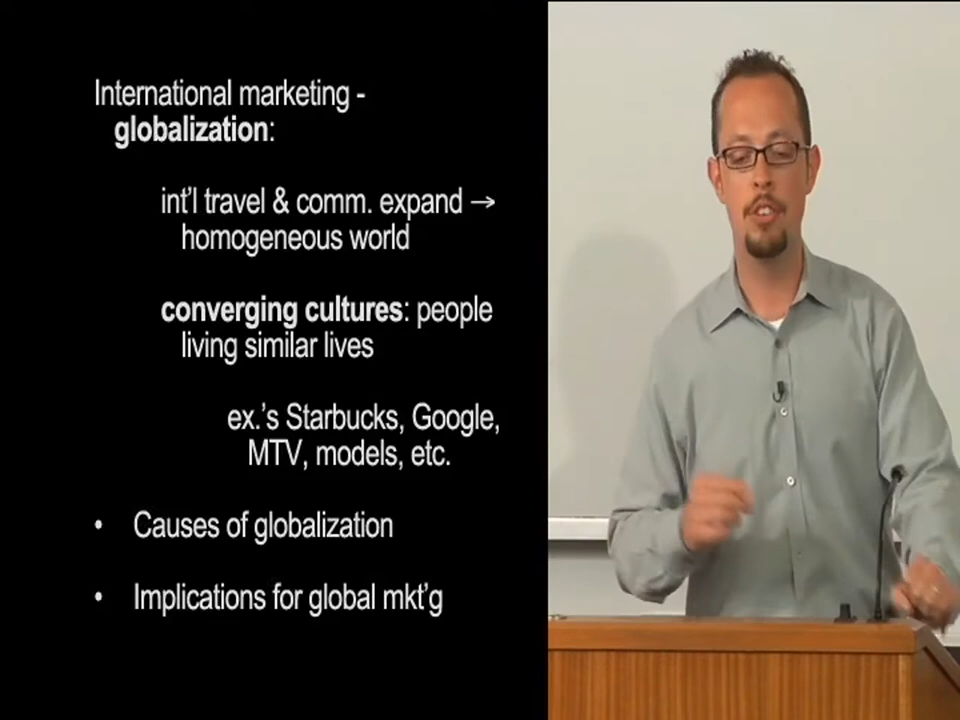 International marketing -
globalization:
int'l travel & comm. expand →
homogeneous world
converging cultures: people
living similar lives
ex.'s Starbucks, Google,
MTV, models, etc.
• Causes of globalization
• Implications for global mkt'g